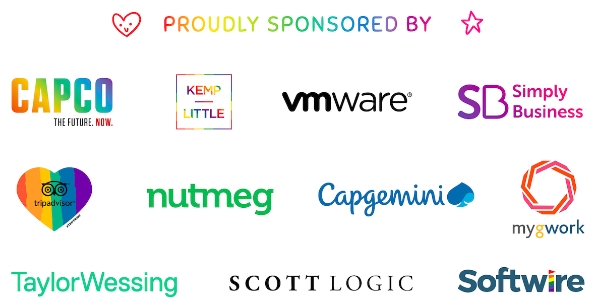 PROUDLY SPONSORED BY
CAPCO
THE FUTURE. NOW.
KEMP
LITTLE
vmware®
SB Simply
Business
tripadvisor
nutmeg
Capgemini
mygwork
TaylorWessing
SCOTT LOGIC
Softwire